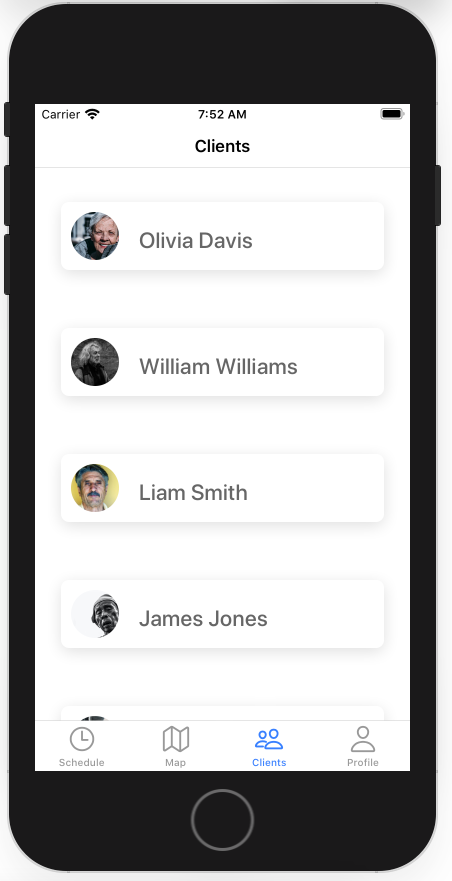 Carrier 7:52 AM
Clients
Olivia Davis
William Williams
Liam Smith
James Jones
Schedule Map Clients Profile